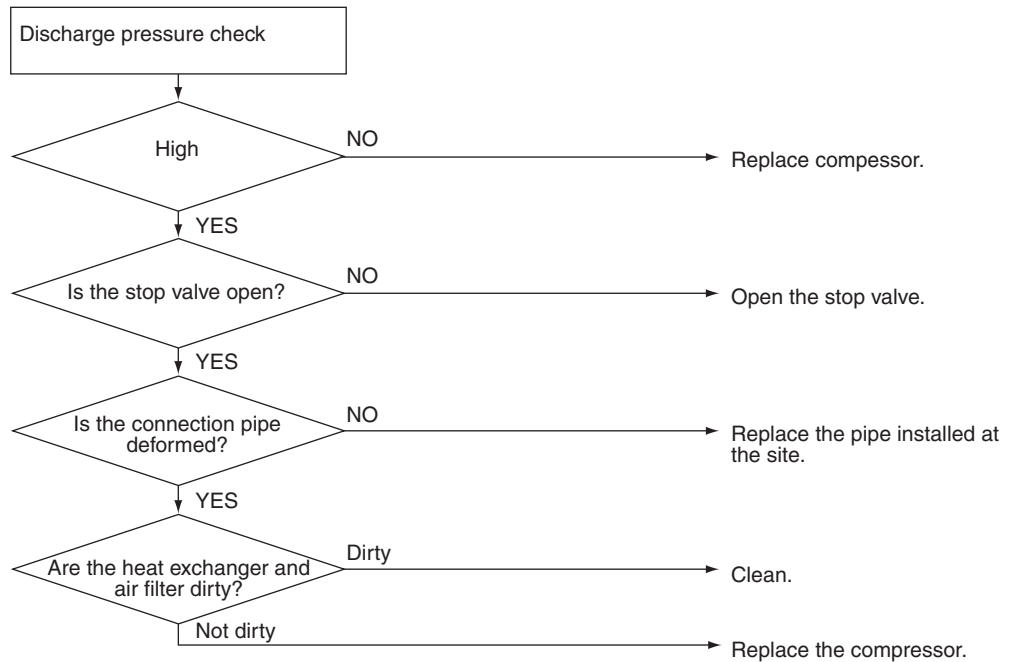 Discharge pressure check
High
NO
Replace compessor.
YES
Is the stop valve open?
NO
Open the stop valve.
YES
Is the connection pipe
deformed?
NO
Replace the pipe installed at
the site.
YES
Are the heat exchanger and
air filter dirty?
Dirty
Clean.
Not dirty
Replace the compressor.